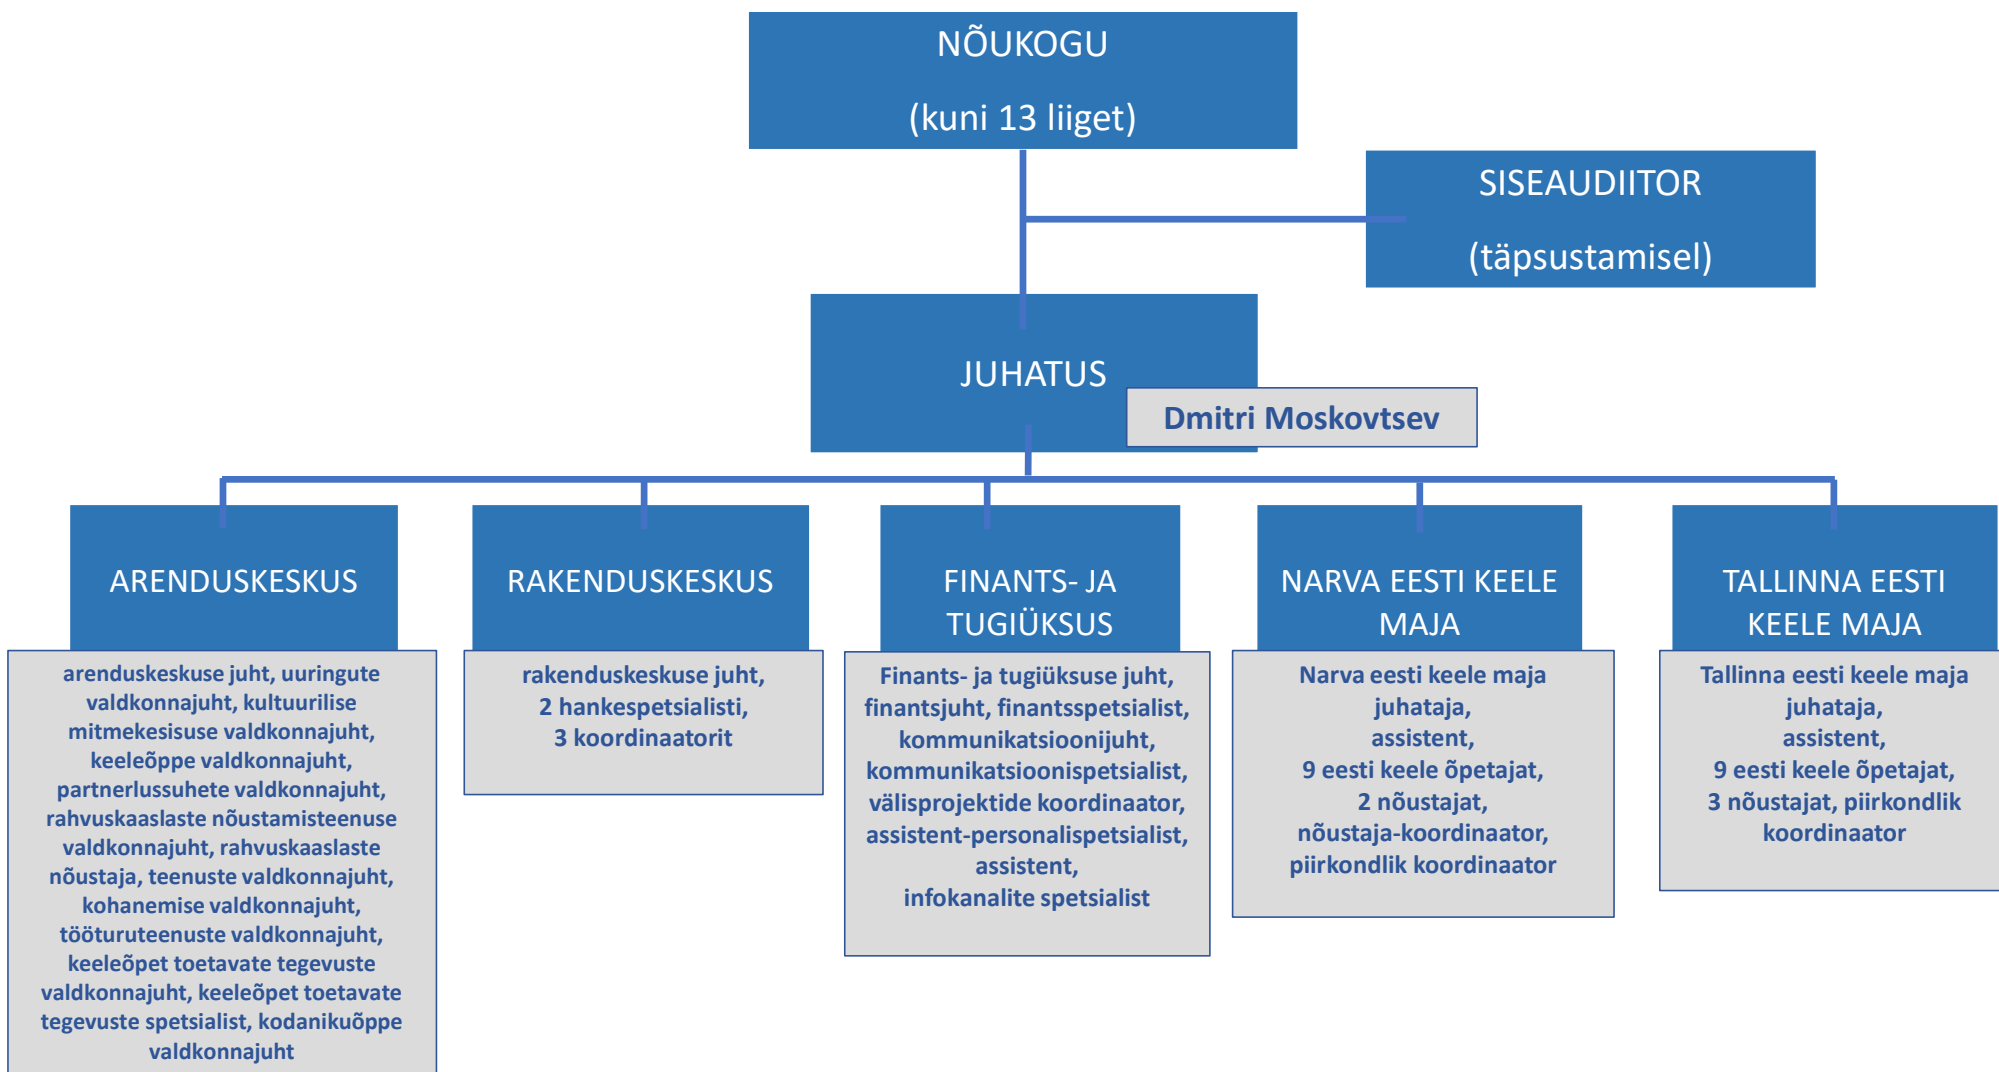 NÕUKOGU
(kuni 13 liiget)
SISEAUDIITOR
(täpsustamisel)
JUHATUS
Dmitri Moskovtsev
ARENDUSKESKUS
arenduskeskuse juht, uuringute
valdkonnajuht, kultuurilise
mitmekesisuse valdkonnajuht,
keeleõppe valdkonnajuht,
partnerlussuhete valdkonnajuht,
rahvuskaaslaste nõustamisteenuse
valdkonnajuht, rahvuskaaslaste
nõustaja, teenuste valdkonnajuht,
kohanemise valdkonnajuht,
tööturuteenuste valdkonnajuht,
keeleõpet toetavate tegevuste
valdkonnajuht, keeleõpet toetavate
tegevuste spetsialist, kodanikuõppe
valdkonnajuht
RAKENDUSKESKUS
rakenduskeskuse juht,
2 hankespetsialisti,
3 koordinaatorit
FINANTS- JA
TUGIÜKSUS
Finants- ja tugiüksuse juht,
finantsjuht, finantsspetsialist,
kommunikatsioonijuht,
kommunikatsioonispetsialist,
välisprojektide koordinaator,
assistent-personalispetsialist,
assistent,
infokanalite spetsialist
NARVA EESTI KEELE
MAJA
Narva eesti keele maja
juhataja,
assistent,
9 eesti keele õpetajat,
2 nõustajat,
nõustaja-koordinaator,
piirkondlik koordinaator
TALLINNA EESTI
KEELE MAJA
Tallinna eesti keele maja
juhataja,
assistent,
9 eesti keele õpetajat,
3 nõustajat, piirkondlik
koordinaator